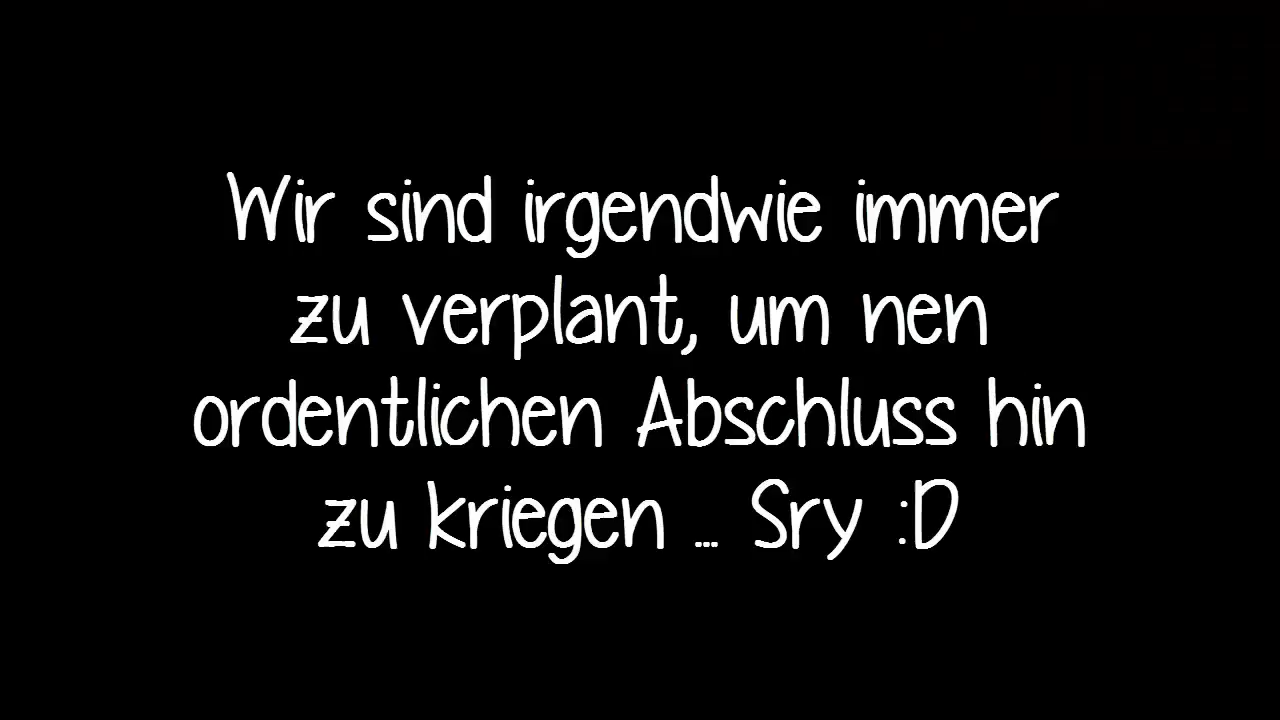 Wir sind irgendwie immer
zu verplant, um nen
ordentlichen Abschluss hin
zu kriegen ... Sry :D